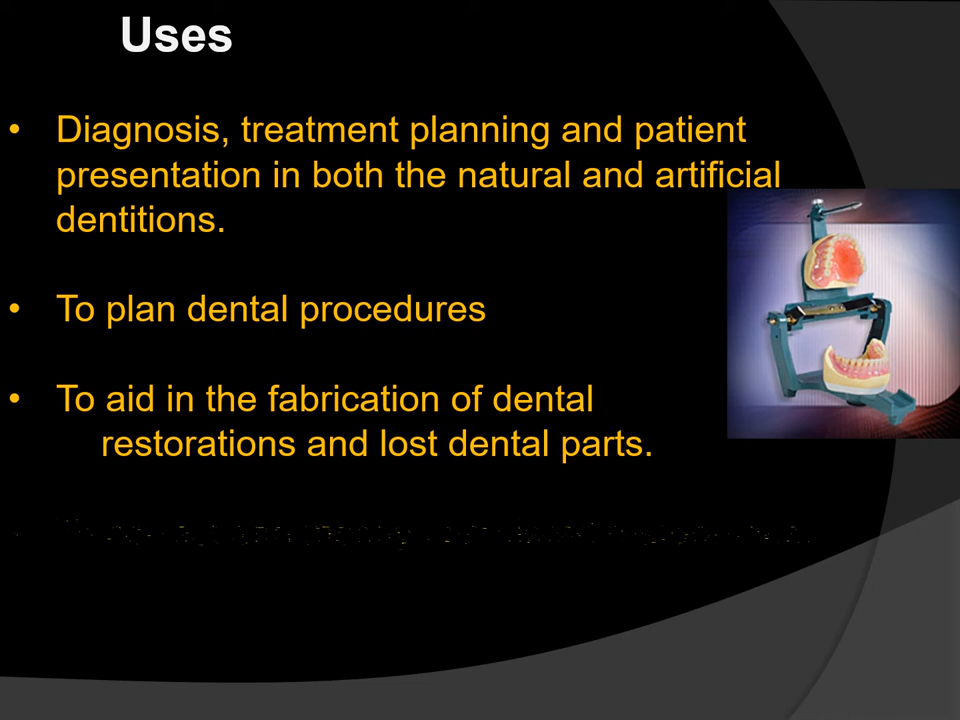 Uses
• Diagnosis, treatment planning and patient
presentation in both the natural and artificial
dentitions.
• To plan dental procedures
• To aid in the fabrication of dental
restorations and lost dental parts.